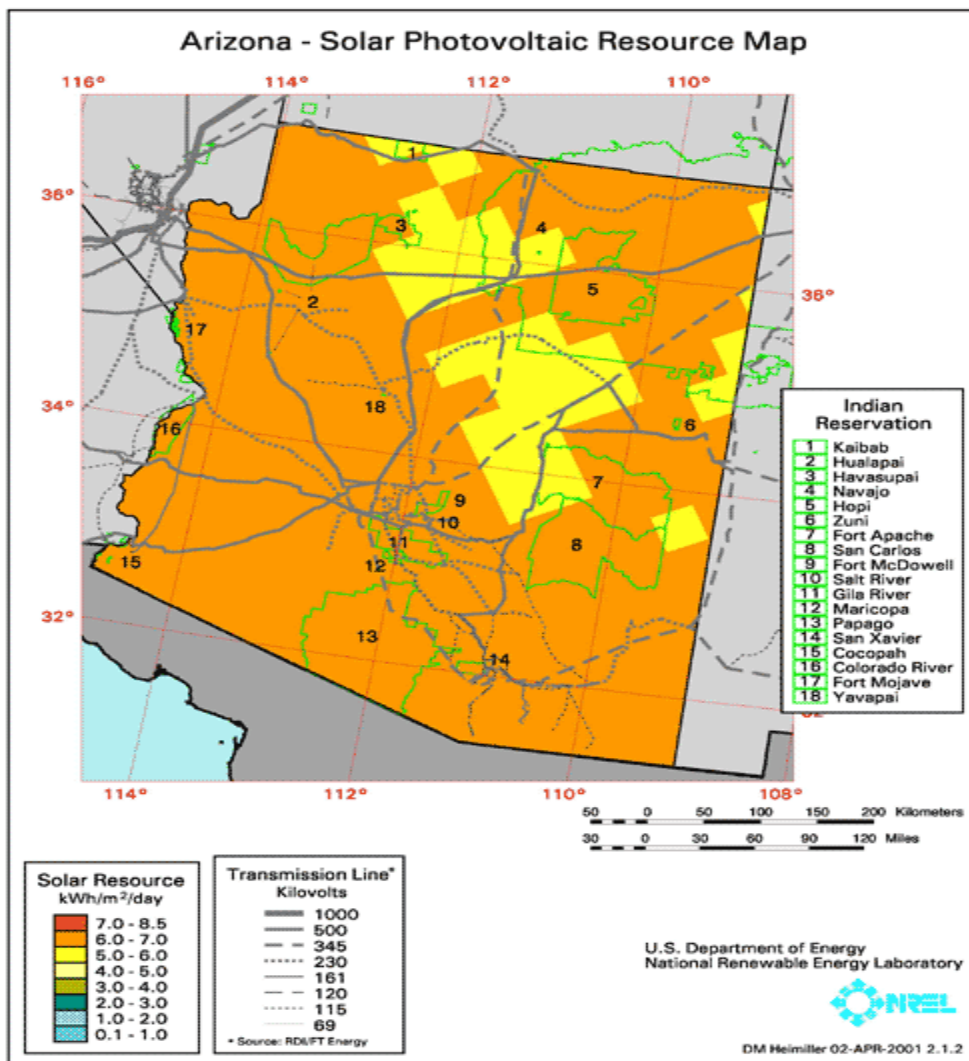 Arizona - Solar Photovoltaic Resource Map
116° 114° 112° 110°
36°
1
3
4
5
2
36°
17
34°
18
16
6
Indian
Reservation
1 Kaibab
2 Hualapai
3 Havasupai
4 Navajo
5 Hopi
6 Zuni
7 Fort Apache
8 San Carlos
9 Fort McDowell
10 Salt River
11 Gila River
12 Maricopa
13 Papago
14 San Xavier
15 Cocopah
16 Colorado River
17 Fort Mojave
18 Yavapai
7
9
10
11
8
15
12
32°
13
14
114° 112° 110° 108°
50 0 50 100 150 200 Kilometers
30 0 30 60 90 120 Miles
Solar Resource
kWh/m²/day
7.0 - 8.5
6.0 - 7.0
5.0 - 6.0
4.0 - 5.0
3.0 - 4.0
2.0 - 3.0
1.0 - 2.0
0.1 - 1.0
Transmission Line*
Kilovolts
1000
500
345
230
161
120
115
69
* Source: RDI/FT Energy
U.S. Department of Energy
National Renewable Energy Laboratory
NREL
DM Heimiller 02-APR-2001 2.1.2